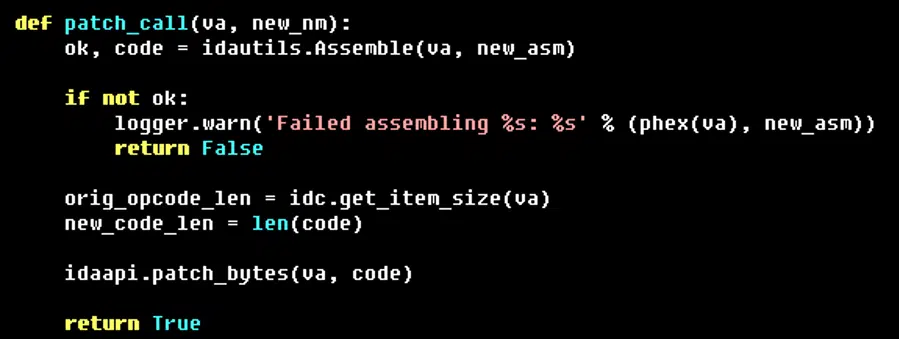 def patch_call(va, new_nm):
    ok, code = idautils.Assemble(va, new_asm)

    if not ok:
        logger.warn('Failed assembling %s: %s' % (phex(va), new_asm))
        return False

    orig_opcode_len = idc.get_item_size(va)
    new_code_len = len(code)

    idaapi.patch_bytes(va, code)

    return True